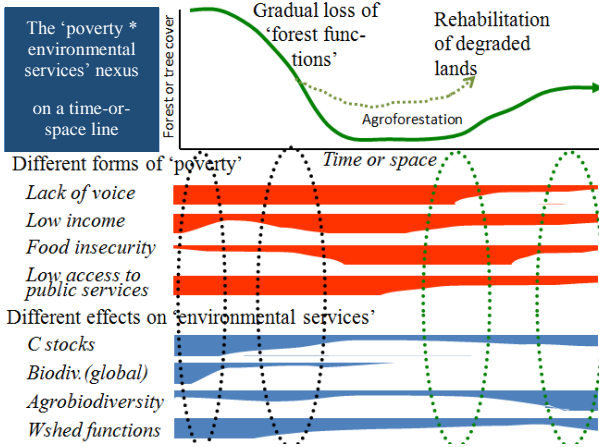 The ‘poverty *
environmental
services’ nexus
on a time-or-
space line
Forest or tree cover
Gradual loss of
‘forest func-
tions’
Rehabilitation
of degraded
lands
Agroforestation
Time or space
Different forms of ‘poverty’
Lack of voice
Low income
Food insecurity
Low access to
public services
Different effects on ‘environmental services’
C stocks
Biodiv.(global)
Agrobiodiversity
Wshed functions